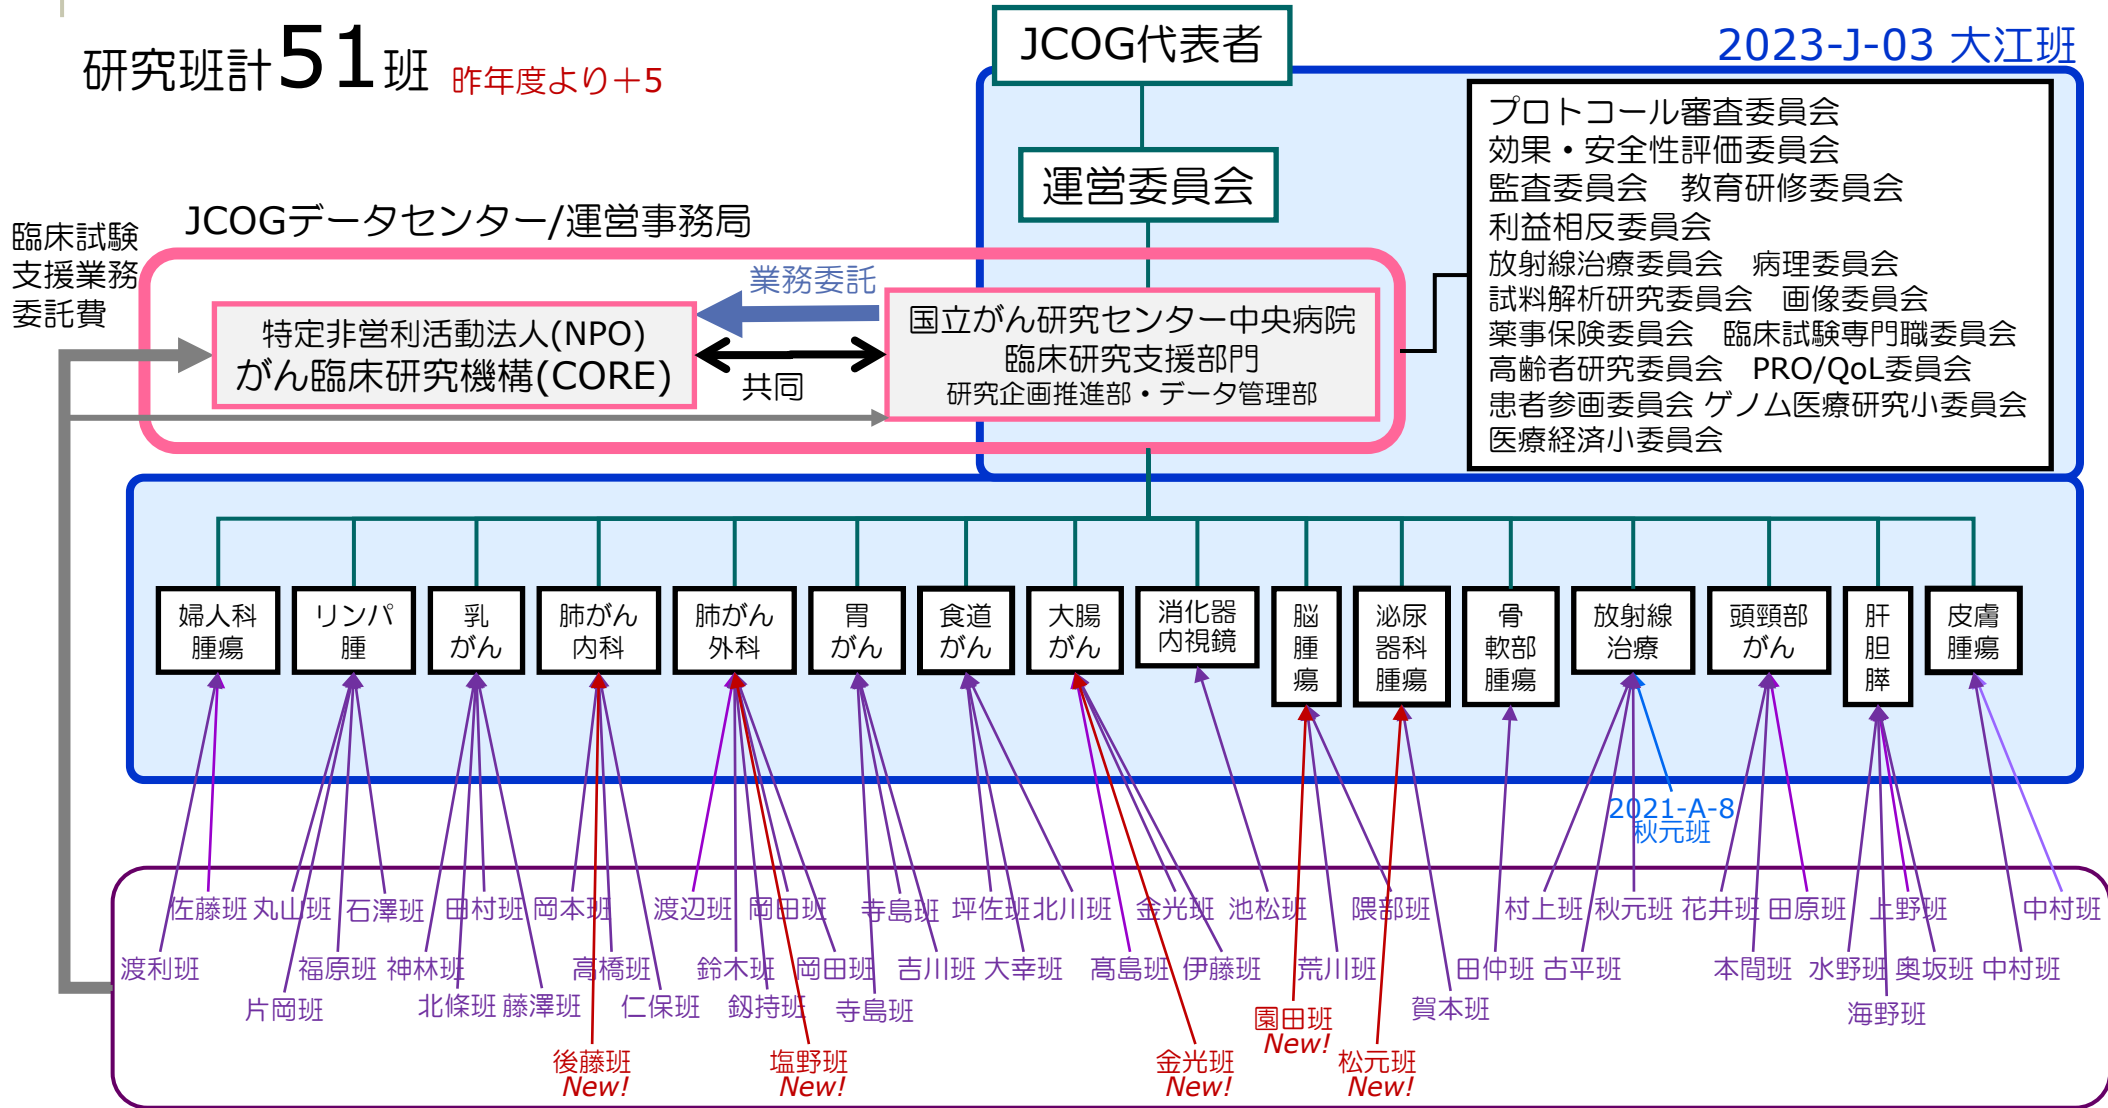 研究班計51班 昨年度より＋5
JCOG代表者
2023-J-03 大江班
運営委員会
プロトコール審査委員会
効果・安全性評価委員会
監査委員会　教育研修委員会
利益相反委員会
放射線治療委員会　病理委員会
試料解析研究委員会　画像委員会
薬事保険委員会　臨床試験専門職委員会
高齢者研究委員会　PRO/QoL委員会
患者参画委員会 ゲノム医療研究小委員会
医療経済小委員会
臨床試験
支援業務
委託費
JCOGデータセンター/運営事務局
業務委託
特定非営利活動法人(NPO)
がん臨床研究機構(CORE)
共同
国立がん研究センター中央病院
臨床研究支援部門
研究企画推進部・データ管理部
婦人科
腫瘍
リンパ
腫
乳
がん
肺がん
内科
肺がん
外科
胃
がん
食道
がん
大腸
がん
消化器
内視鏡
脳
腫
瘍
泌尿
器科
腫瘍
骨
軟部
腫瘍
放射線
治療
頭頸部
がん
肝
胆
膵
皮膚
腫瘍
2021-A-8
秋元班
佐藤班 丸山班 石澤班 田村班 岡本班 渡辺班 岡田班 寺島班 坪佐班 北川班 金光班 池松班 隈部班 村上班 秋元班 花井班 田原班 上野班 中村班
渡利班 福原班 神林班 高橋班 鈴木班 岡田班 吉川班 大幸班 髙島班 伊藤班 荒川班 田仲班 古平班 本間班 水野班 奥坂班 中村班
片岡班 北條班 藤澤班 仁保班 釼持班 寺島班 賀本班 海野班
園田班
New!
後藤班
New!
塩野班
New!
金光班
New!
松元班
New!